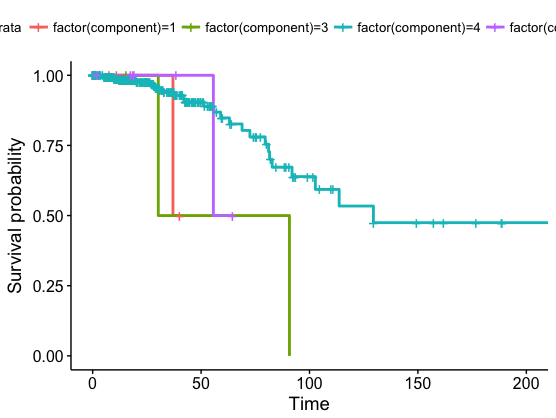 rata factor(component)=1 factor(component)=3 factor(component)=4 factor(co
Survival probability
1.00
0.75
0.50
0.25
0.00
0 50 100 150 200
Time